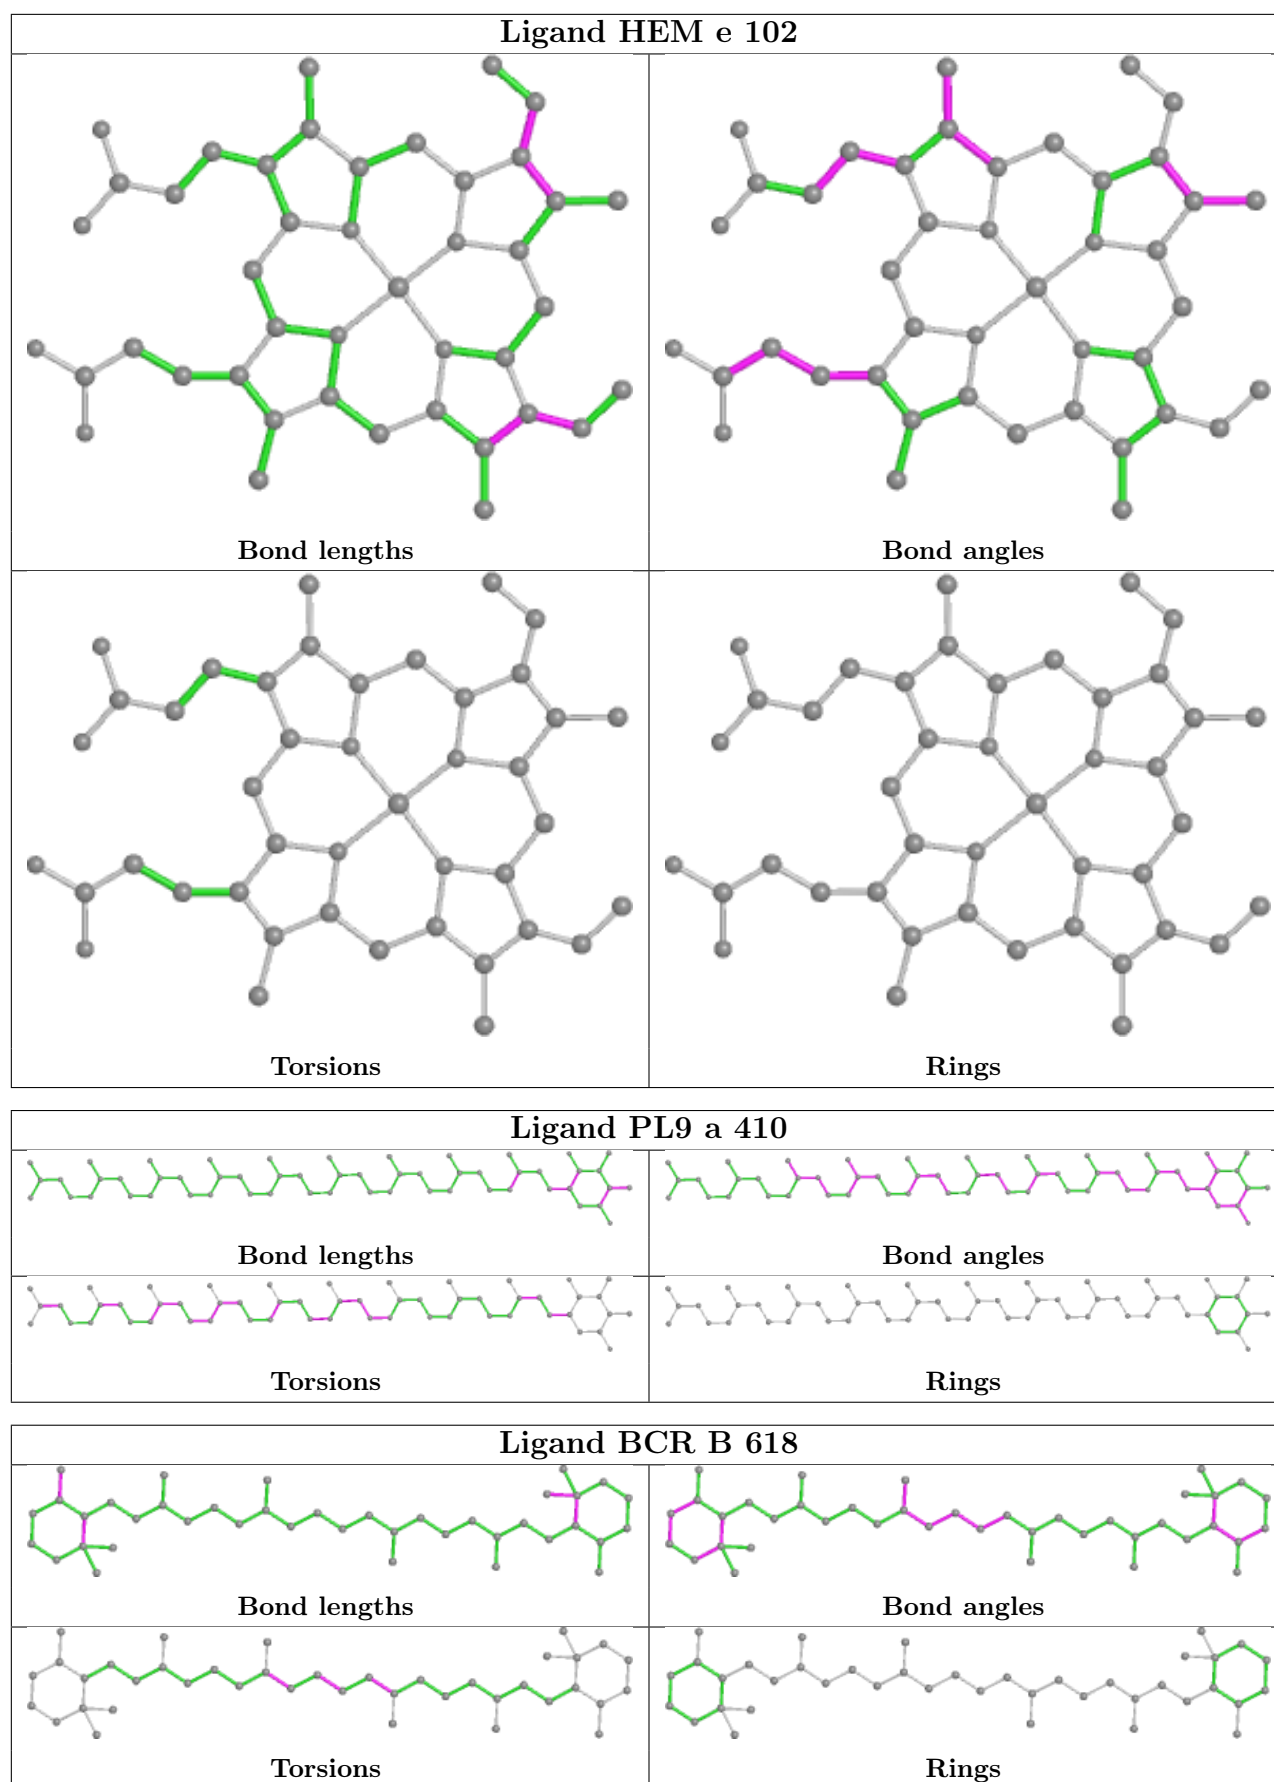 Ligand HEM e 102
Bond lengths
Bond angles
Torsions
Rings
Ligand PL9 a 410
Bond lengths
Bond angles
Torsions
Rings
Ligand BCR B 618
Bond lengths
Bond angles
Torsions
Rings